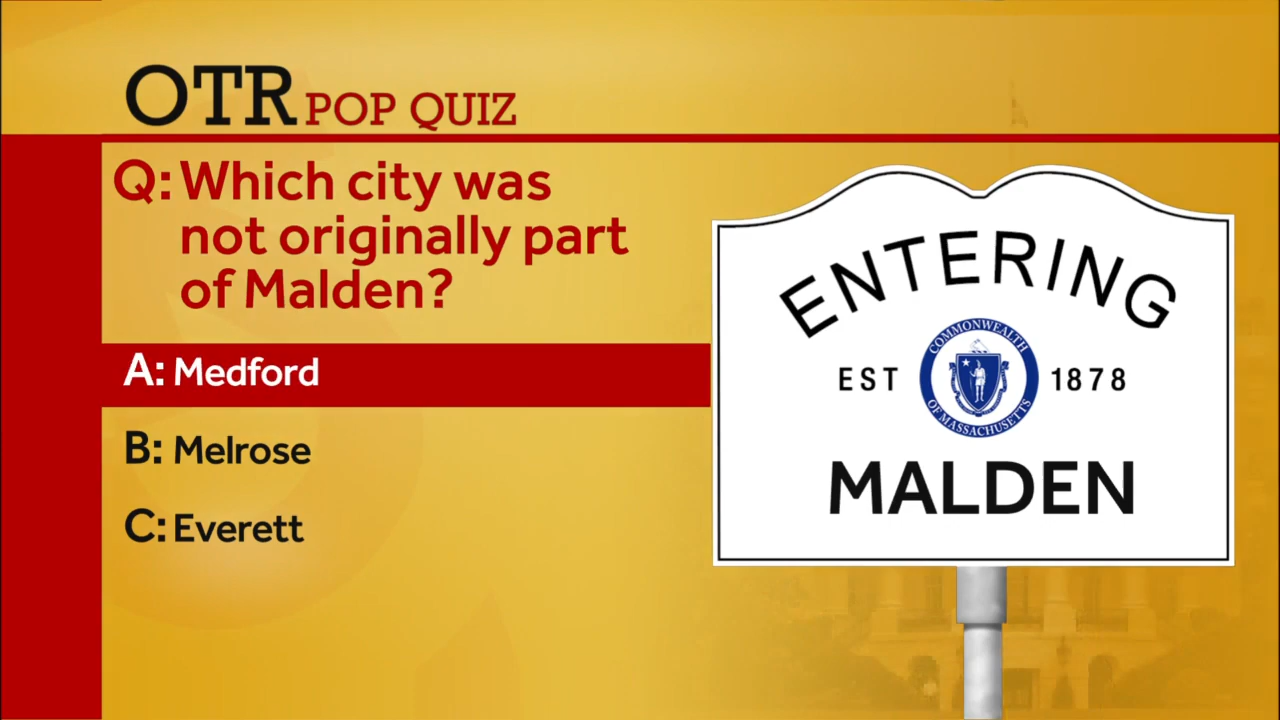 OTR POP QUIZ
Q: Which city was
not originally part
of Malden?
A: Medford
B: Melrose
C: Everett
ENTERING
COMMONWEALTH
OF MASSACHUSETTS
EST 1878
MALDEN